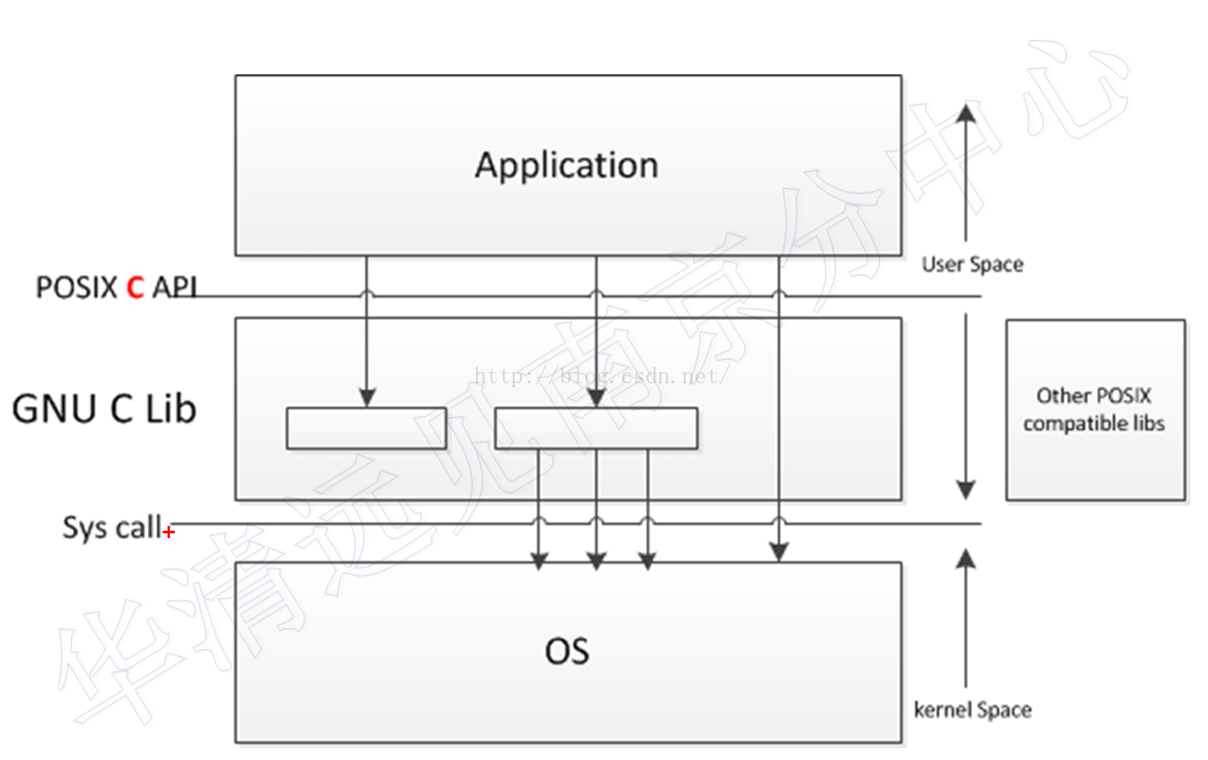 Application
User Space
POSIX C API
http://blog.csdn.net/
Other POSIX
compatible libs
GNU C Lib
Sys call+
OS
kernel Space
华清远见南京分中心